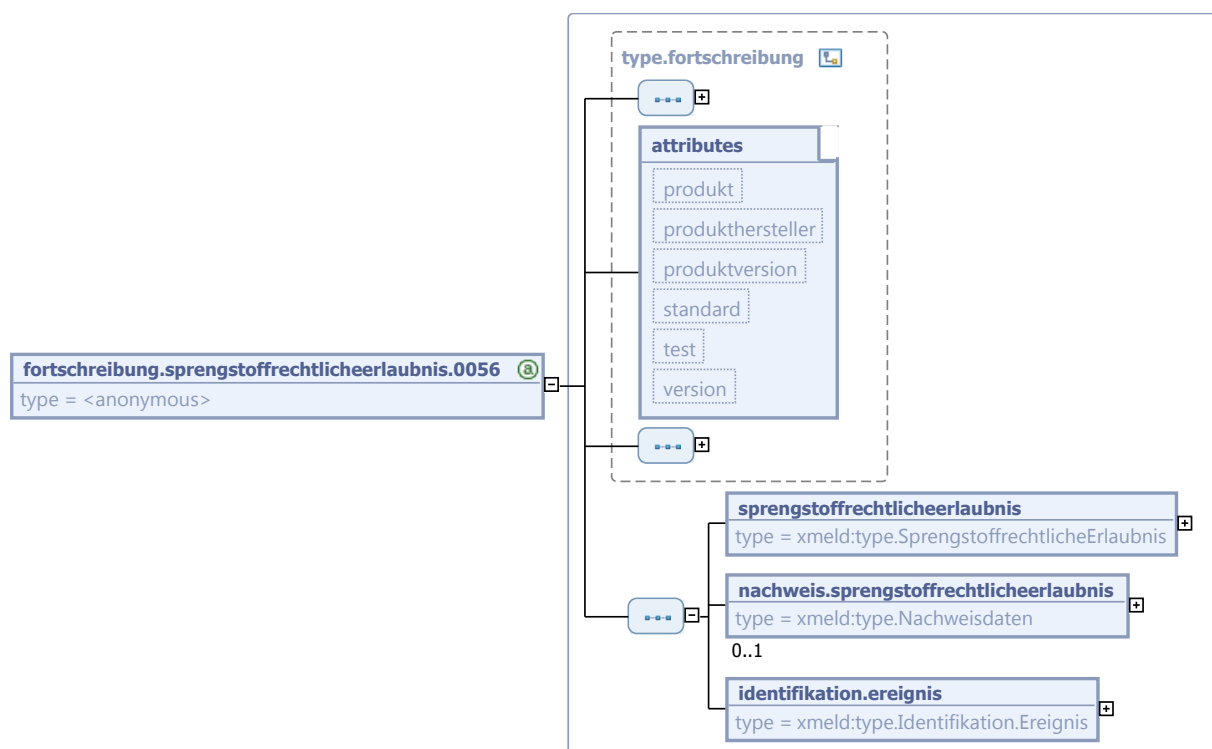 type.fortschreibung
attributes
produkt
produkthersteller
produktversion
standard
test
version
fortschreibung.sprengstoffrechtlicheerlaubnis.0056 a
type = <anonymous>
sprengstoffrechtlicheerlaubnis
type = xmeld:type.SprengstoffrechtlicheErlaubnis
nachweis.sprengstoffrechtlicheerlaubnis
type = xmeld:type.Nachweisdaten
0..1
identifikation.ereignis
type = xmeld:type.Identifikation.Ereignis